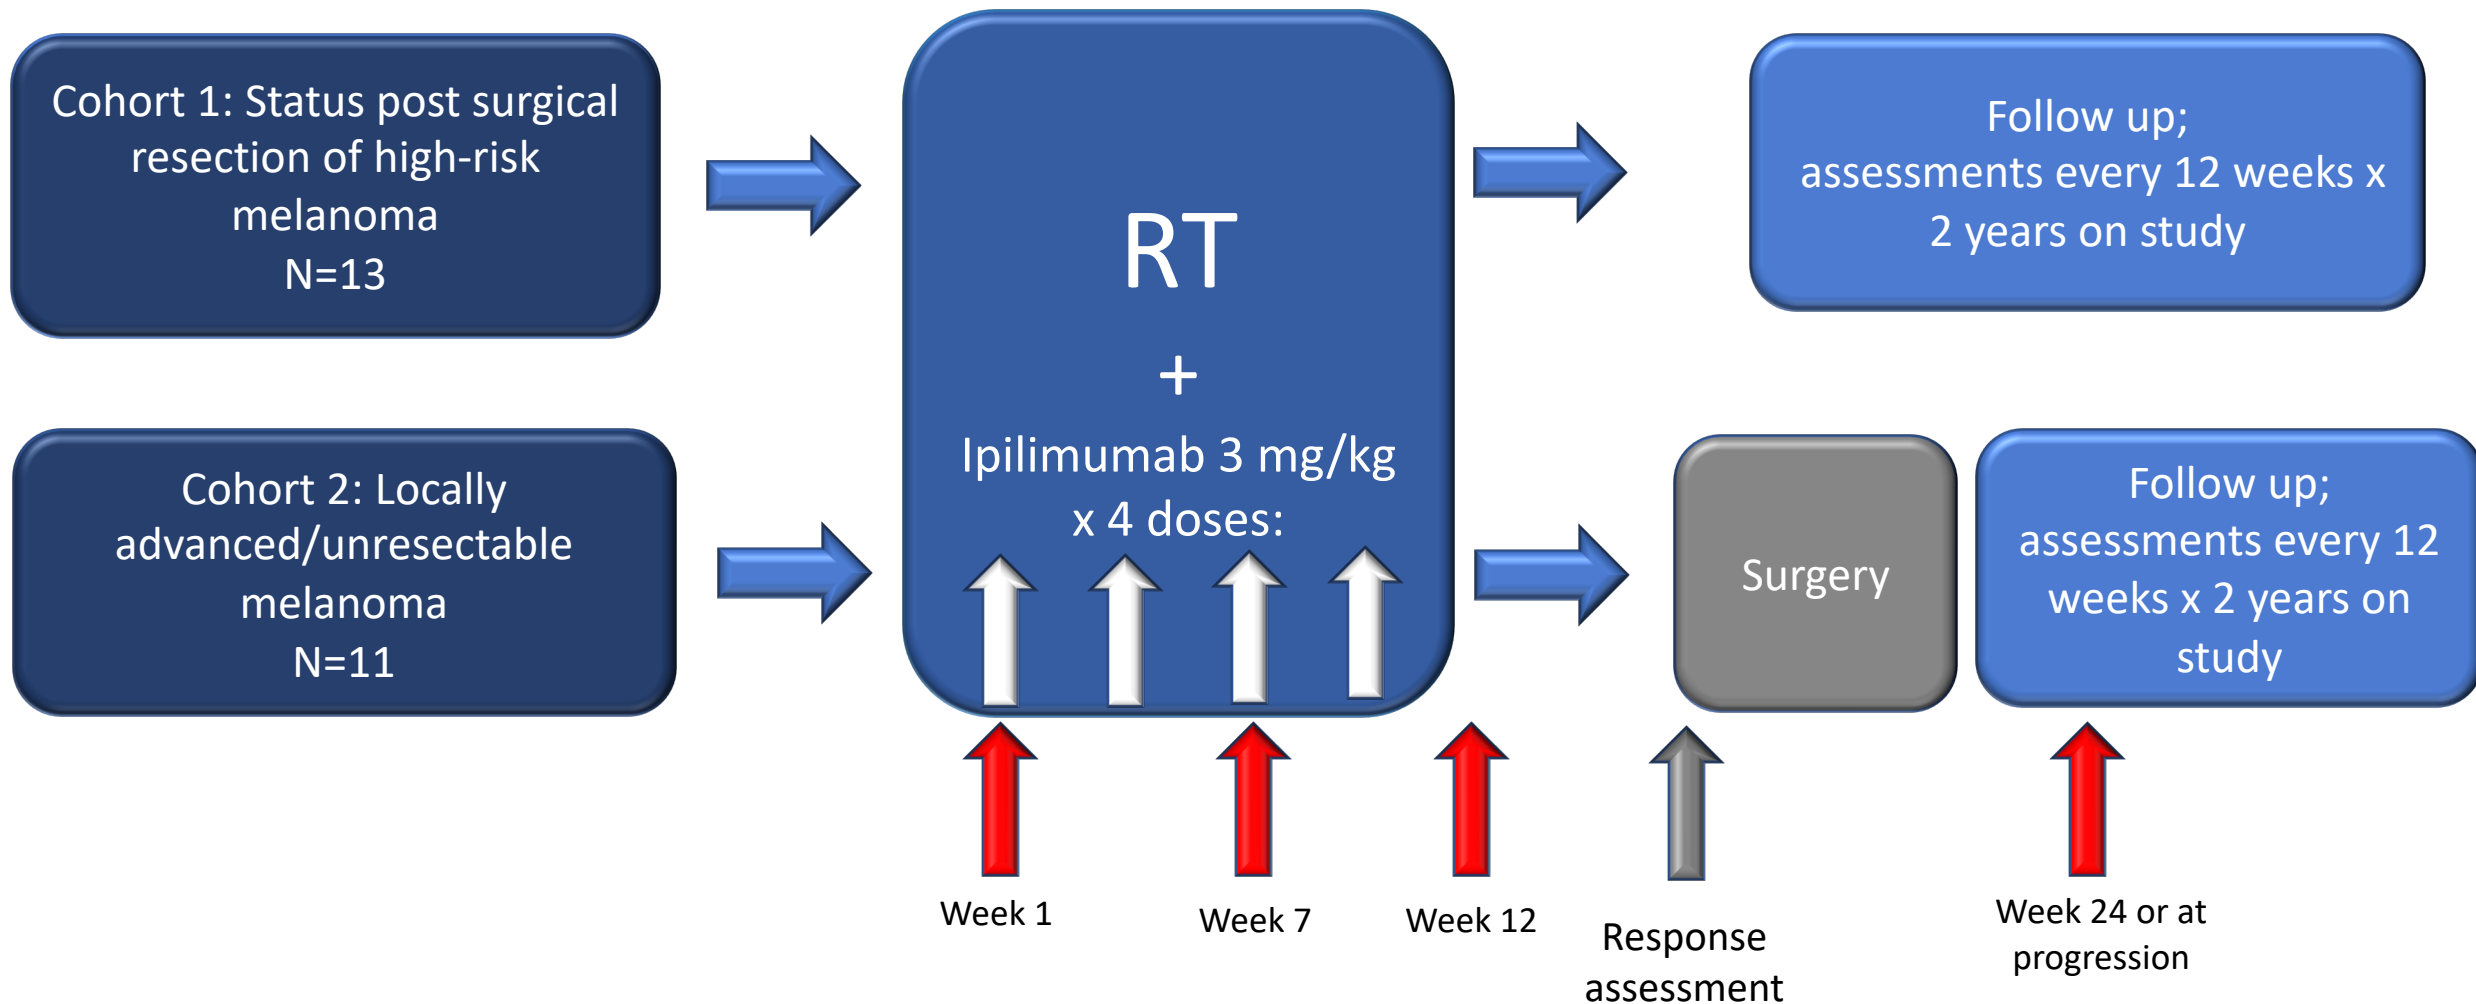 Cohort 1: Status post surgical
resection of high-risk
melanoma
N=13
Cohort 2: Locally
advanced/unresectable
melanoma
N=11
RT
+
Ipilimumab 3 mg/kg
x 4 doses:
Follow up;
assessments every 12 weeks x
2 years on study
Surgery
Follow up;
assessments every 12
weeks x 2 years on
study
Week 1
Week 7
Week 12
Response
assessment
Week 24 or at
progression